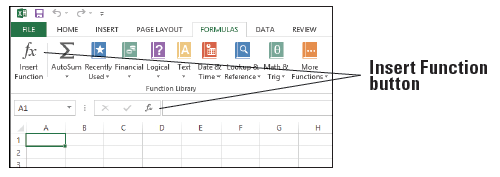 FILE HOME INSERT PAGE LAYOUT FORMULAS DATA REVIEW
fx Σ ? A θ
Insert Function AutoSum Recently Used Financial Logical Text Date & Time Lookup & Reference Math & Trig More Functions
Function Library
Insert Function
button
A1 fx
A B C D E F G H
1
2
3